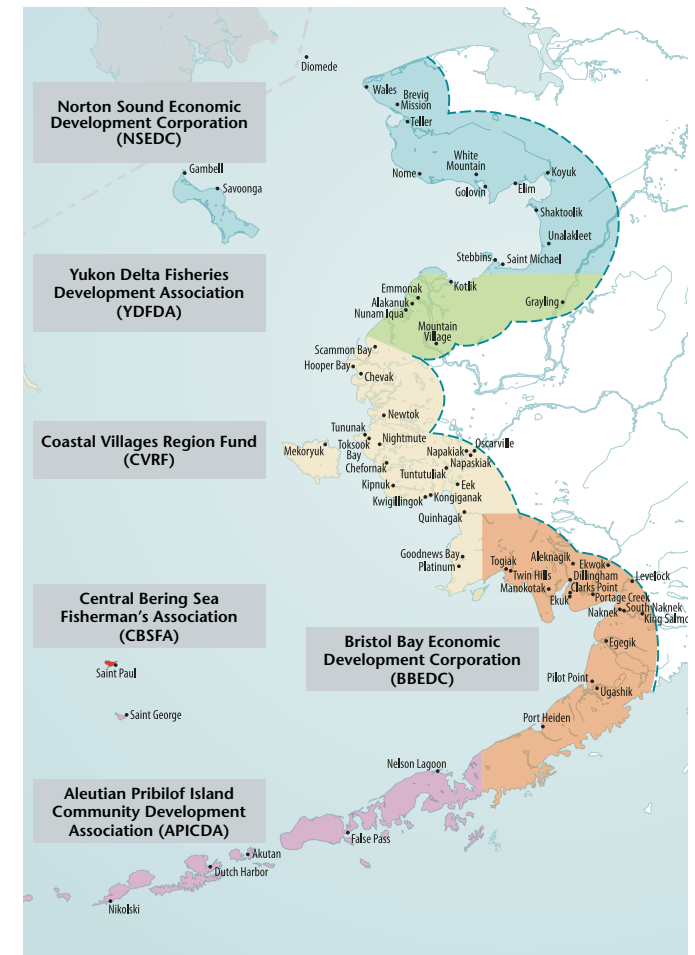 Diomede
Wales
Brevig
Mission
Teller
Norton Sound Economic
Development Corporation
(NSEDC)
White
Mountain
Nome
Golovin
Elim
Koyuk
Gambell
Savoonga
Shaktoolik
Unalakleet
Stebbins
Saint Michael
Yukon Delta Fisheries
Development Association
(YDFDA)
Emmonak
Kotlik
Alakanuk
Nunam Iqua
Grayling
Mountain
Village
Scammon Bay
Hooper Bay
Chevak
Newtok
Coastal Villages Region Fund
(CVRF)
Tununak
Toksook
Bay
Nightmute
Mekoryuk
Chefornak
Oscarville
Napakiak
Napaskiak
Tuntutuliak
Kipnuk
Eek
Kwigillingok
Kongiganak
Quinhagak
Goodnews Bay
Platinum
Togiak
Twin Hills
Aleknagik
Manokotak
Ekwok
Dillingham
Clarks Point
Levelock
Ekuk
Portage Creek
Naknek
South Naknek
King Salmo
Central Bering Sea
Fisherman's Association
(CBSFA)
Bristol Bay Economic
Development Corporation
(BBEDC)
Egegik
Saint Paul
Pilot Point
Ugashik
Saint George
Port Heiden
Nelson Lagoon
Aleutian Pribilof Island
Community Development
Association (APICDA)
False Pass
Akutan
Dutch Harbor
Nikolski